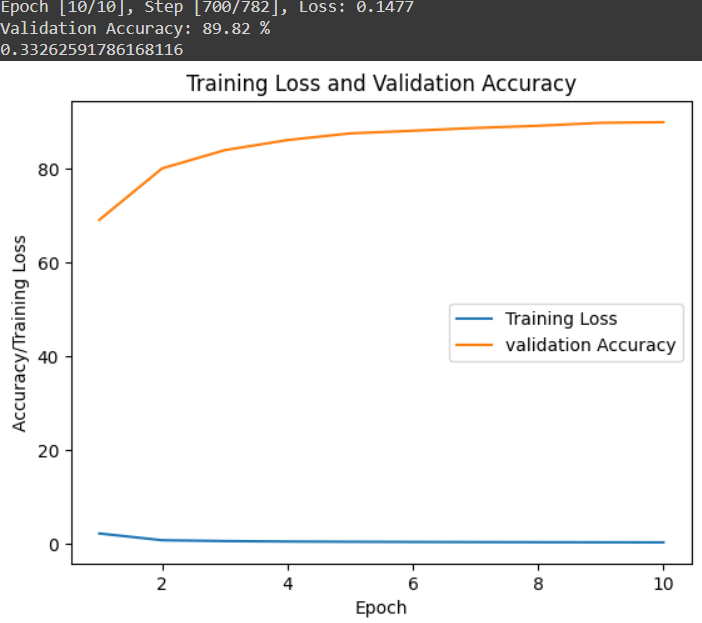 Epoch [10/10], Step [700/782], Loss: 0.1477
Validation Accuracy: 89.82 %
0.33262591786168116
Training Loss and Validation Accuracy
80
60
40
20
0
Accuracy/Training Loss
Training Loss
validation Accuracy
2 4 6 8 10
Epoch